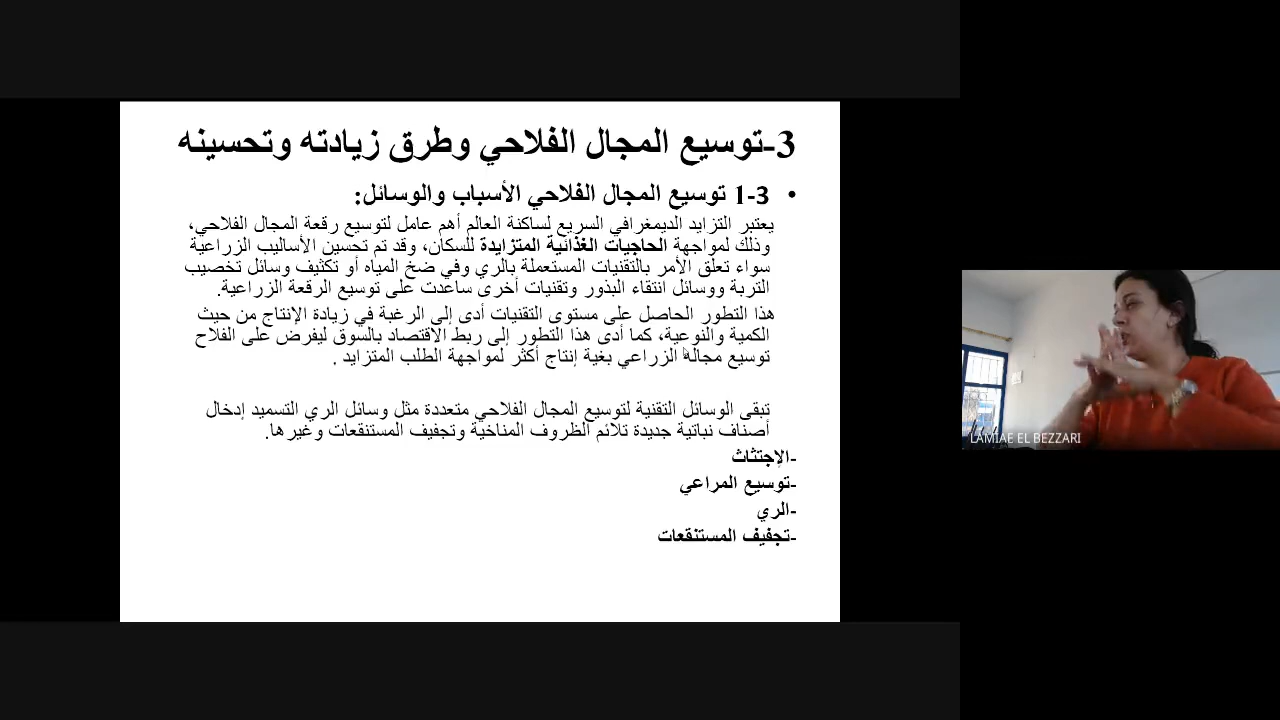 3-توسيع المجال الفلاحي وطرق زيادته وتحسينه
• 3-1 توسيع المجال الفلاحي الأسباب والوسائل:
يعتبر التزايد الديمغرافي السريع لساكنة العالم أهم عامل لتوسيع رقعة المجال الفلاحي،
وذلك لمواجهة الحاجيات الغذائية المتزايدة للسكان، وقد تم تحسين الأساليب الزراعية
سواء تعلق الأمر بالتقنيات المستعملة بالري وفي ضخ المياه أو تكثيف وسائل تخصيب
التربة ووسائل انتقاء البذور وتقنيات أخرى ساعدت على توسيع الرقعة الزراعية.
هذا التطور الحاصل على مستوى التقنيات أدى إلى الرغبة في زيادة الإنتاج من حيث
الكمية والنوعية، كما أدى هذا التطور إلى ربط الاقتصاد بالسوق ليفرض على الفلاح
توسيع مجاله الزراعي بغية إنتاج أكثر لمواجهة الطلب المتزايد .
تبقى الوسائل التقنية لتوسيع المجال الفلاحي متعددة مثل وسائل الري التسميد إدخال
أصناف نباتية جديدة تلائم الظروف المناخية وتجفيف المستنقعات وغيرها.
-الإجتثاث
-توسيع المراعي
-الري
-تجفيف المستنقعات
LAMIAE EL BEZZARI